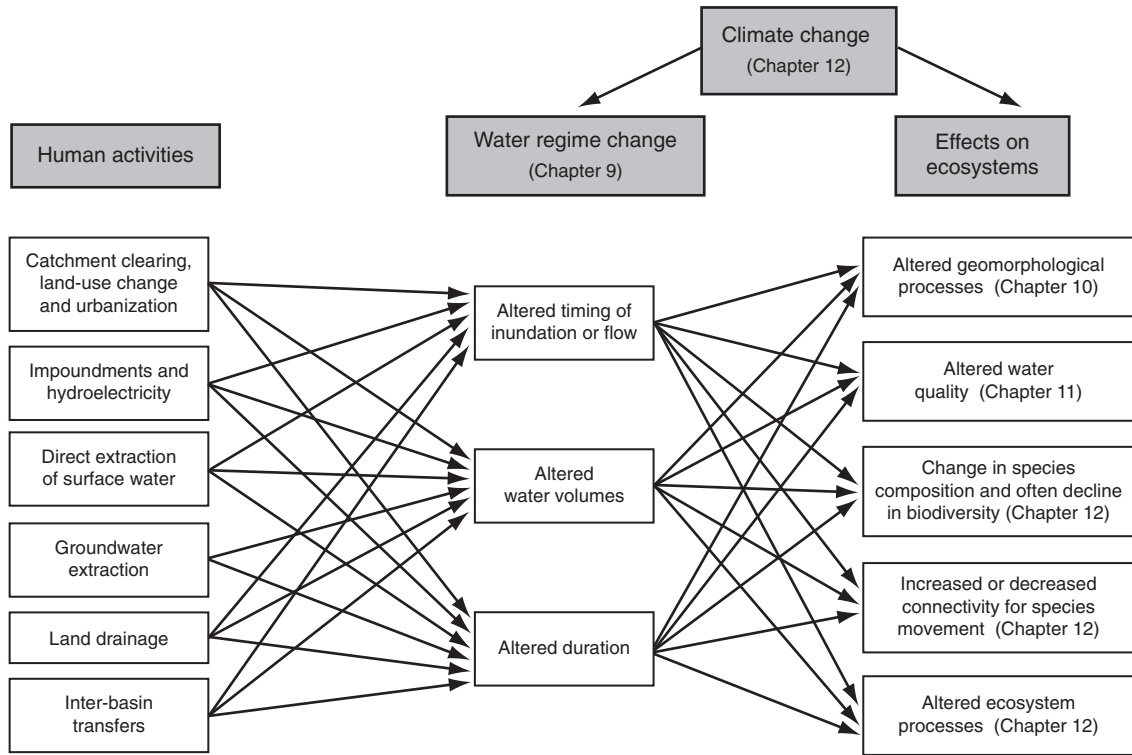 Climate change
(Chapter 12)
Human activities
Water regime change
(Chapter 9)
Effects on
ecosystems
Catchment clearing,
land-use change
and urbanization
Impoundments and
hydroelectricity
Direct extraction
of surface water
Groundwater
extraction
Land drainage
Inter-basin
transfers
Altered timing of
inundation or flow
Altered
water volumes
Altered duration
Altered geomorphological
processes (Chapter 10)
Altered water
quality (Chapter 11)
Change in species
composition and often decline
in biodiversity (Chapter 12)
Increased or decreased
connectivity for species
movement (Chapter 12)
Altered ecosystem
processes (Chapter 12)